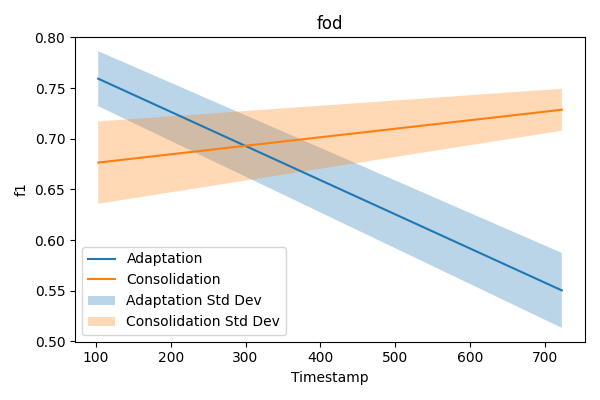 fod
0.80
0.75
0.70
0.65
0.60
0.55
0.50
f1
Adaptation
Consolidation
Adaptation Std Dev
Consolidation Std Dev
100 200 300 400 500 600 700
Timestamp